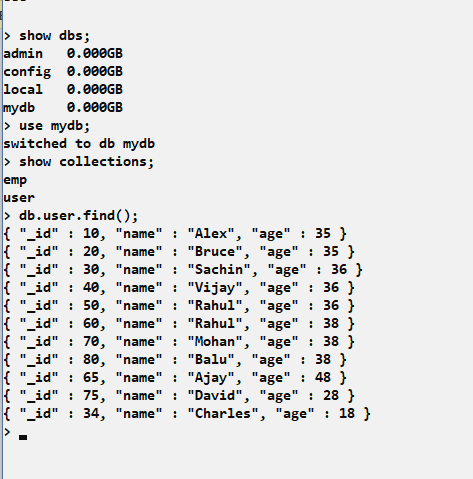 > show dbs;
admin   0.000GB
config  0.000GB
local   0.000GB
mydb    0.000GB
> use mydb;
switched to db mydb
> show collections;
emp
user
> db.user.find();
{ "_id" : 10, "name" : "Alex", "age" : 35 }
{ "_id" : 20, "name" : "Bruce", "age" : 35 }
{ "_id" : 30, "name" : "Sachin", "age" : 36 }
{ "_id" : 40, "name" : "Vijay", "age" : 36 }
{ "_id" : 50, "name" : "Rahul", "age" : 36 }
{ "_id" : 60, "name" : "Rahul", "age" : 38 }
{ "_id" : 70, "name" : "Mohan", "age" : 38 }
{ "_id" : 80, "name" : "Balu", "age" : 38 }
{ "_id" : 65, "name" : "Ajay", "age" : 48 }
{ "_id" : 75, "name" : "David", "age" : 28 }
{ "_id" : 34, "name" : "Charles", "age" : 18 }
>